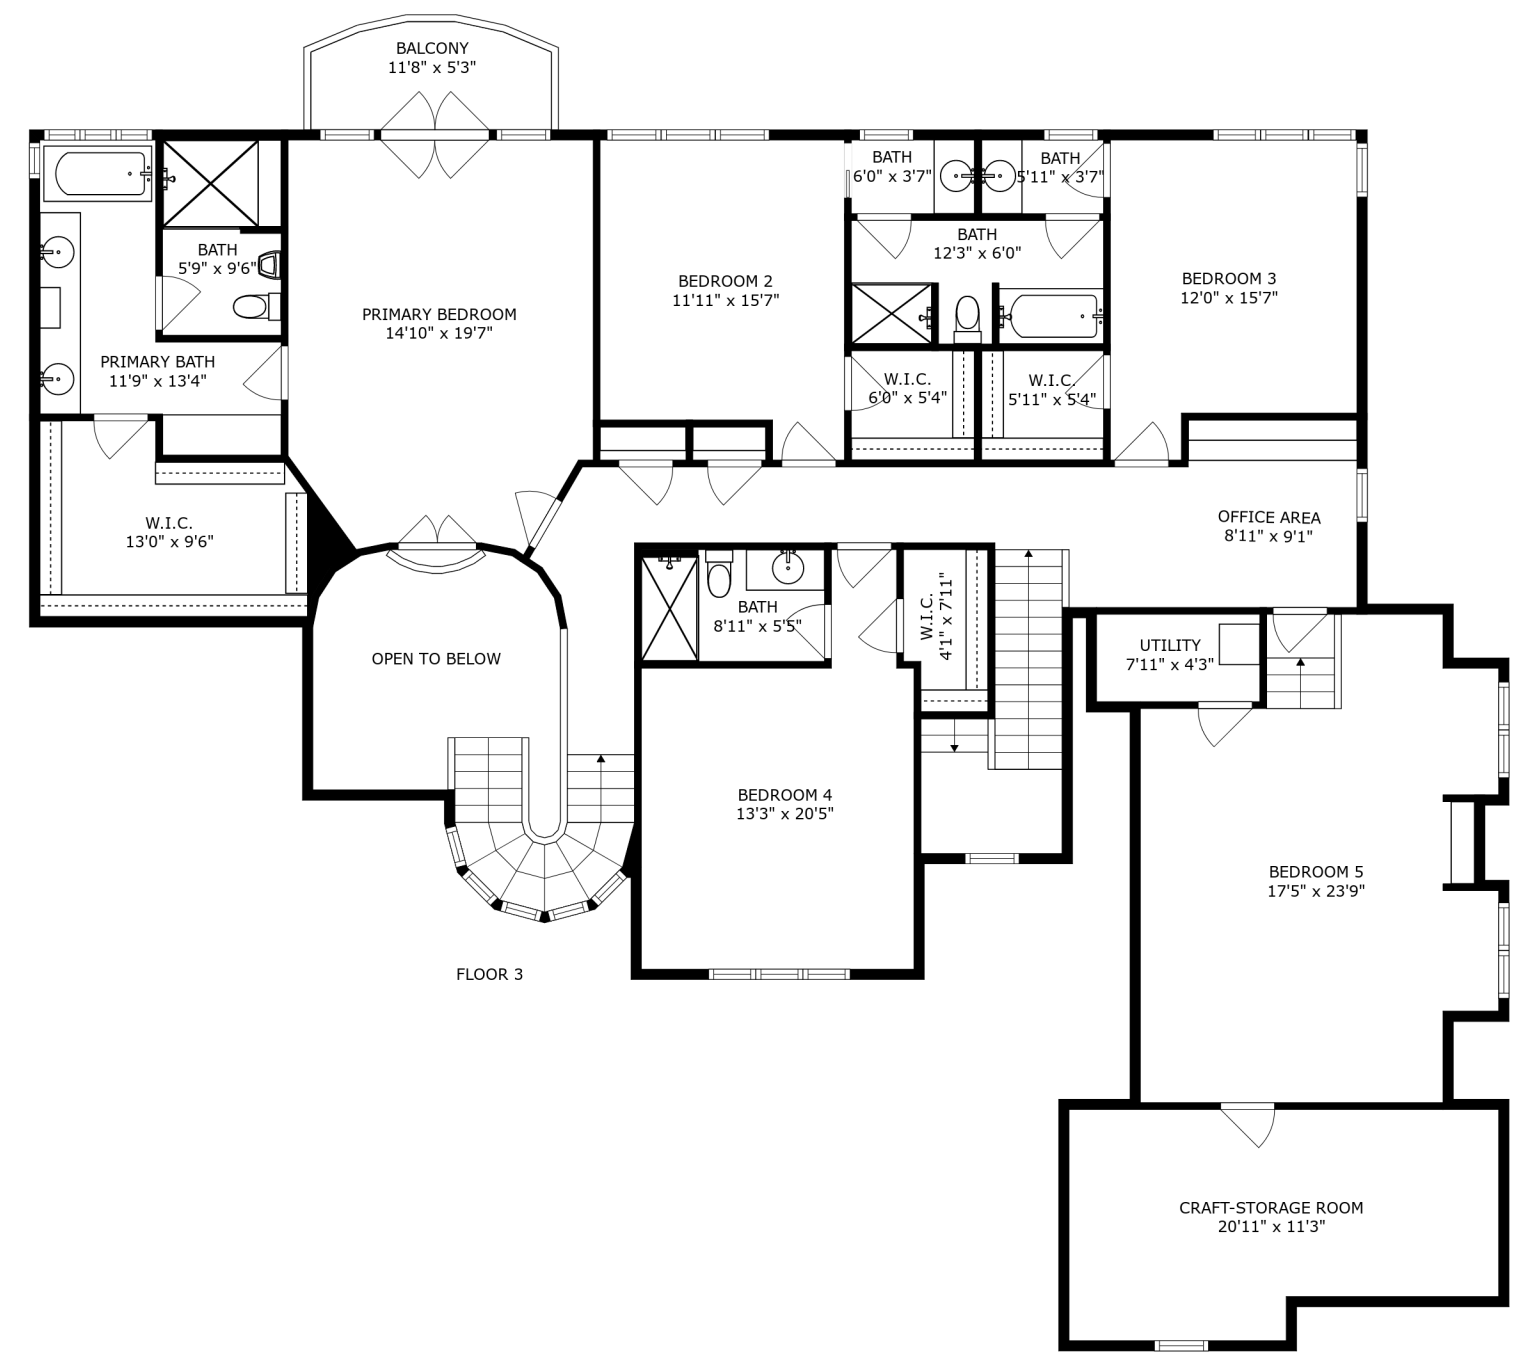 BALCONY
11'8" x 5'3"
BATH
6'0" x 3'7"
BATH
5'11" x 3'7"
BATH
5'9" x 9'6"
BATH
12'3" x 6'0"
PRIMARY BEDROOM
14'10" x 19'7"
BEDROOM 2
11'11" x 15'7"
BEDROOM 3
12'0" x 15'7"
PRIMARY BATH
11'9" x 13'4"
W.I.C.
6'0" x 5'4"
W.I.C.
5'11" x 5'4"
W.I.C.
13'0" x 9'6"
OFFICE AREA
8'11" x 9'1"
BATH
8'11" x 5'5"
W.I.C.
4'1" x 7'11"
OPEN TO BELOW
UTILITY
7'11" x 4'3"
BEDROOM 4
13'3" x 20'5"
BEDROOM 5
17'5" x 23'9"
FLOOR 3
CRAFT-STORAGE ROOM
20'11" x 11'3"